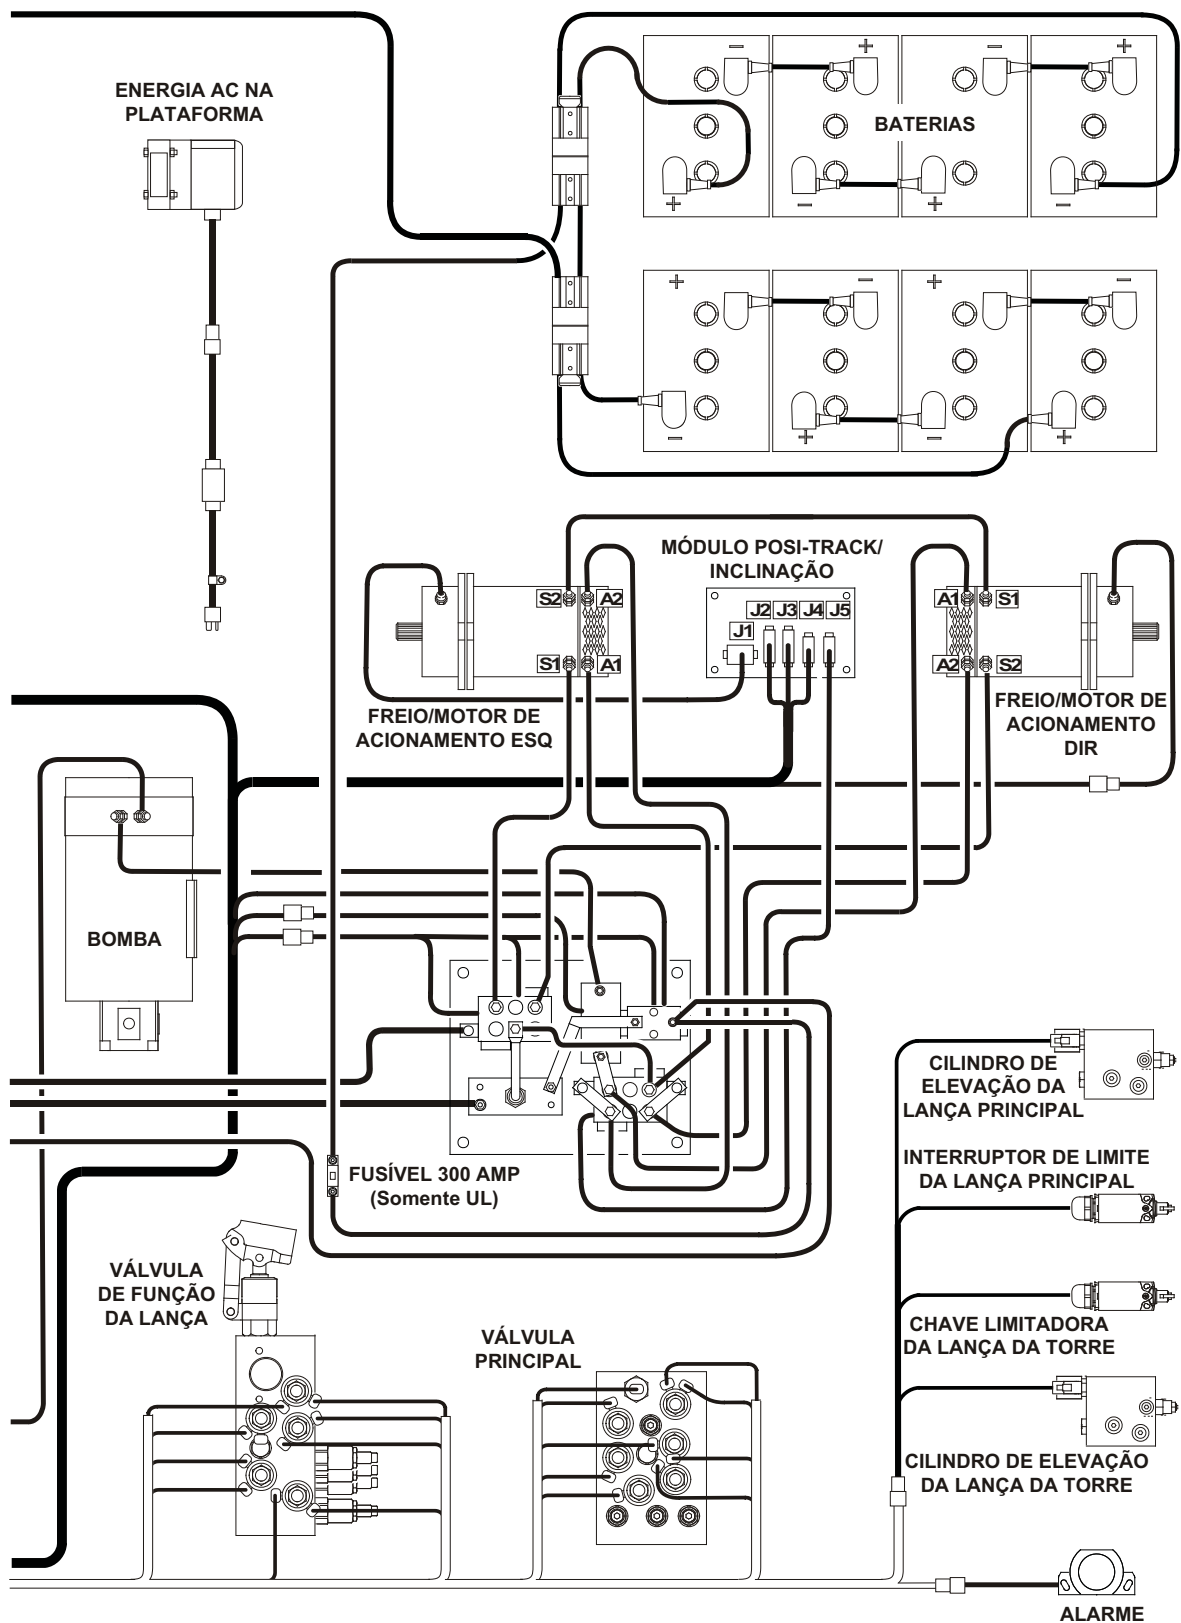 ENERGIA AC NA
PLATAFORMA
− + − +
BATERIAS
+ − + −
+ − + −
− + − +
MÓDULO POSI-TRACK/
INCLINAÇÃO
S2 A2
J2 J3 J4 J5
J1
A1 S1
S1 A1
A2 S2
FREIO/MOTOR DE
ACIONAMENTO ESQ
FREIO/MOTOR DE
ACIONAMENTO
DIR
BOMBA
CILINDRO DE
ELEVAÇÃO DA
LANÇA PRINCIPAL
FUSÍVEL 300 AMP
(Somente UL)
INTERRUPTOR DE LIMITE
DA LANÇA PRINCIPAL
VÁLVULA
DE FUNÇÃO
DA LANÇA
VÁLVULA
PRINCIPAL
CHAVE LIMITADORA
DA LANÇA DA TORRE
CILINDRO DE ELEVAÇÃO
DA LANÇA DA TORRE
ALARME